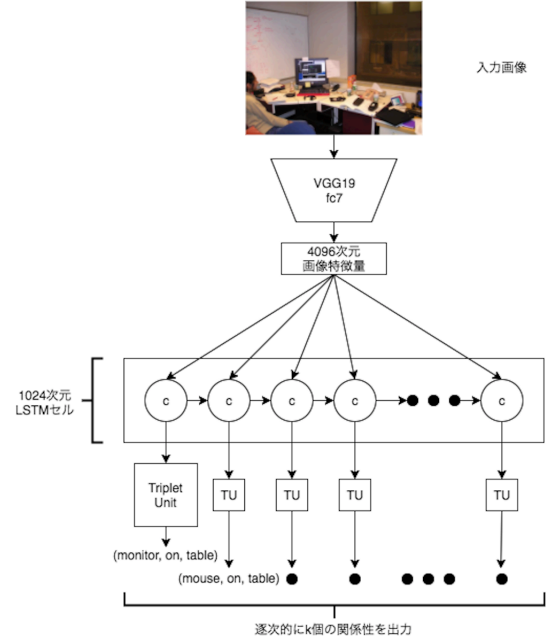 入力画像
VGG19
fc7
4096次元
画像特徴量
1024次元
LSTMセル
c
c
c
c
c
Triplet
Unit
TU
TU
TU
TU
(monitor, on, table)
(mouse, on, table)
逐次的にk個の関係性を出力